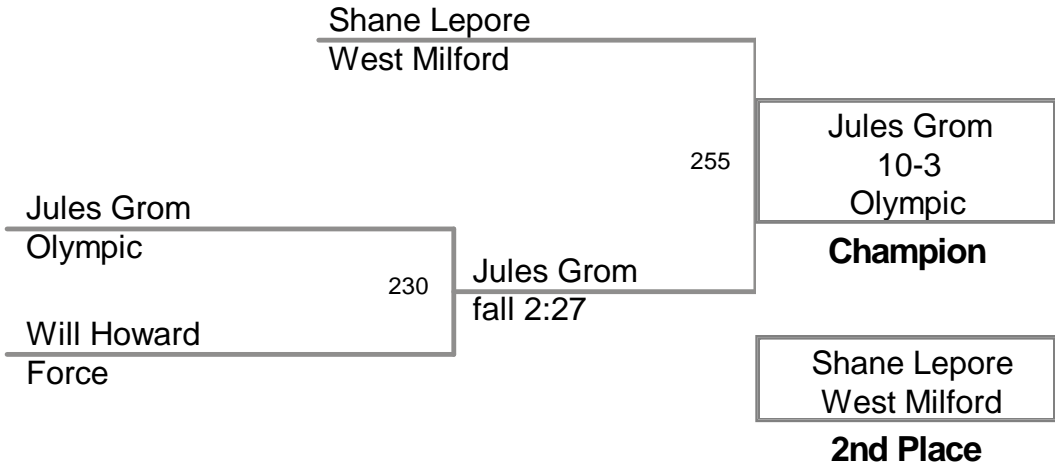 Shane Lepore
West Milford
Jules Grom
10-3
Olympic
255
Champion
Jules Grom
Olympic
230
Jules Grom
fall 2:27
Will Howard
Force
Shane Lepore
West Milford
2nd Place